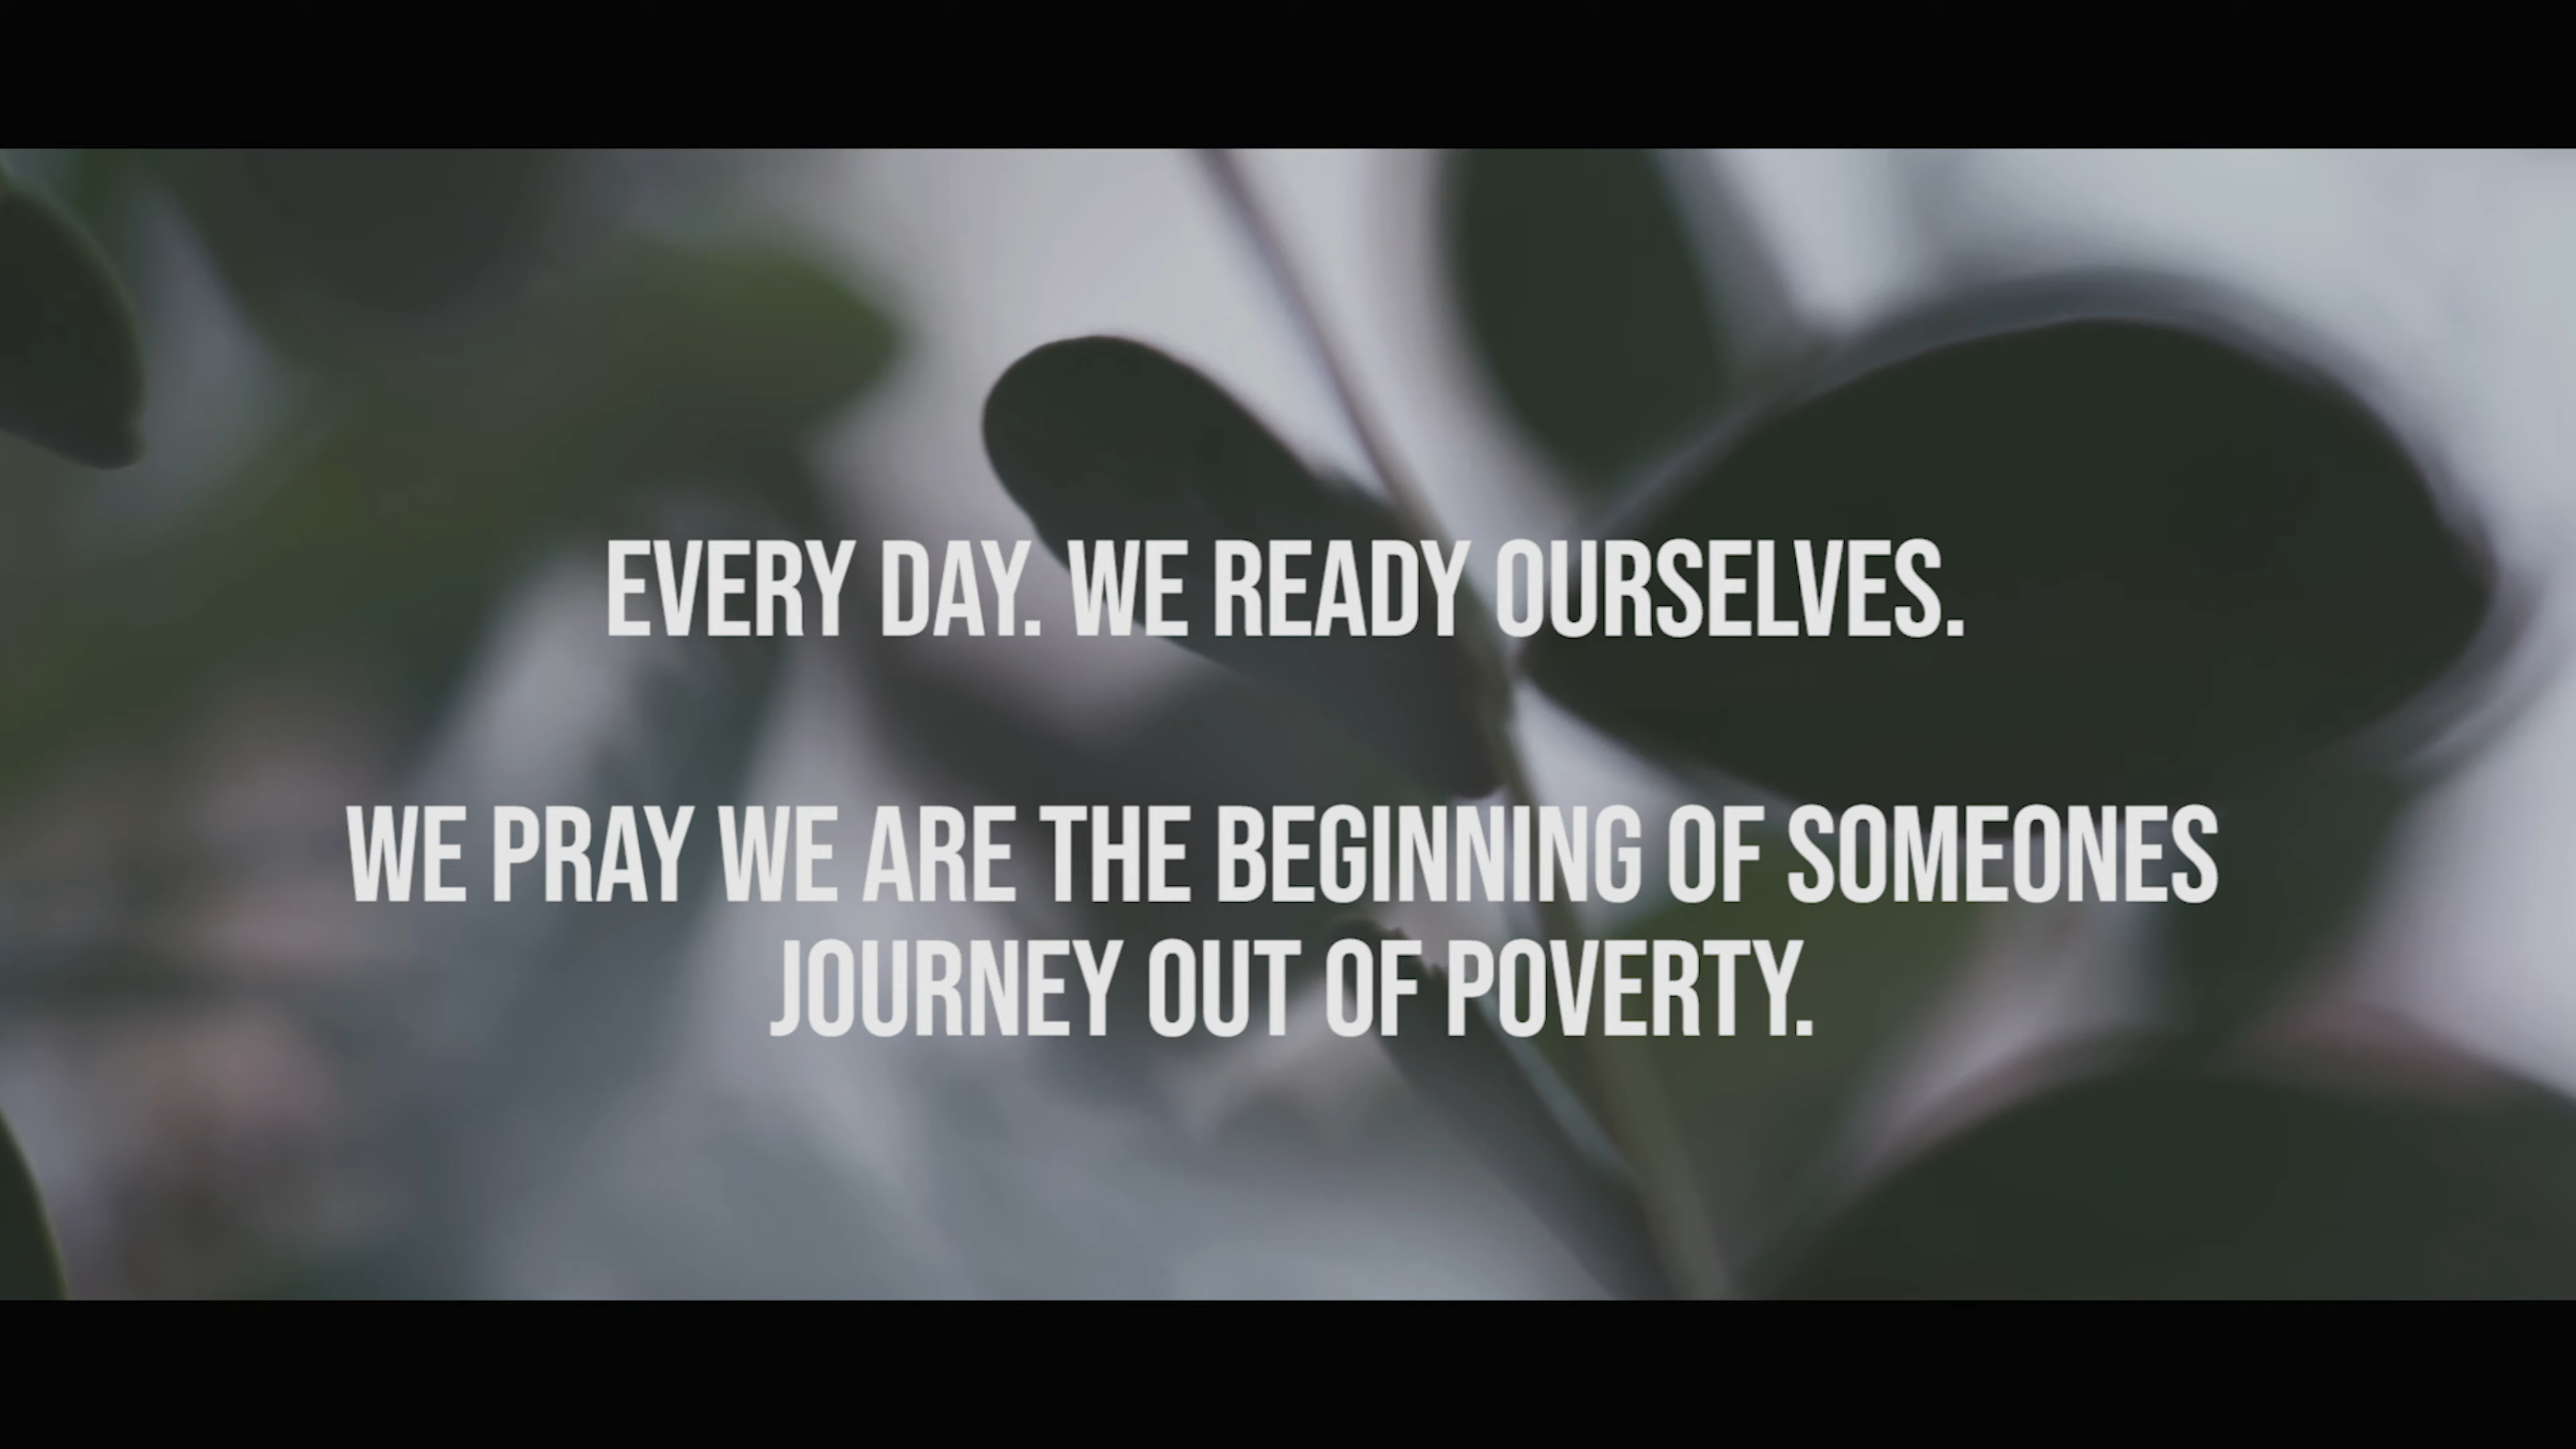 EVERY DAY. WE READY OURSELVES.
WE PRAY WE ARE THE BEGINNING OF SOMEONES
JOURNEY OUT OF POVERTY.